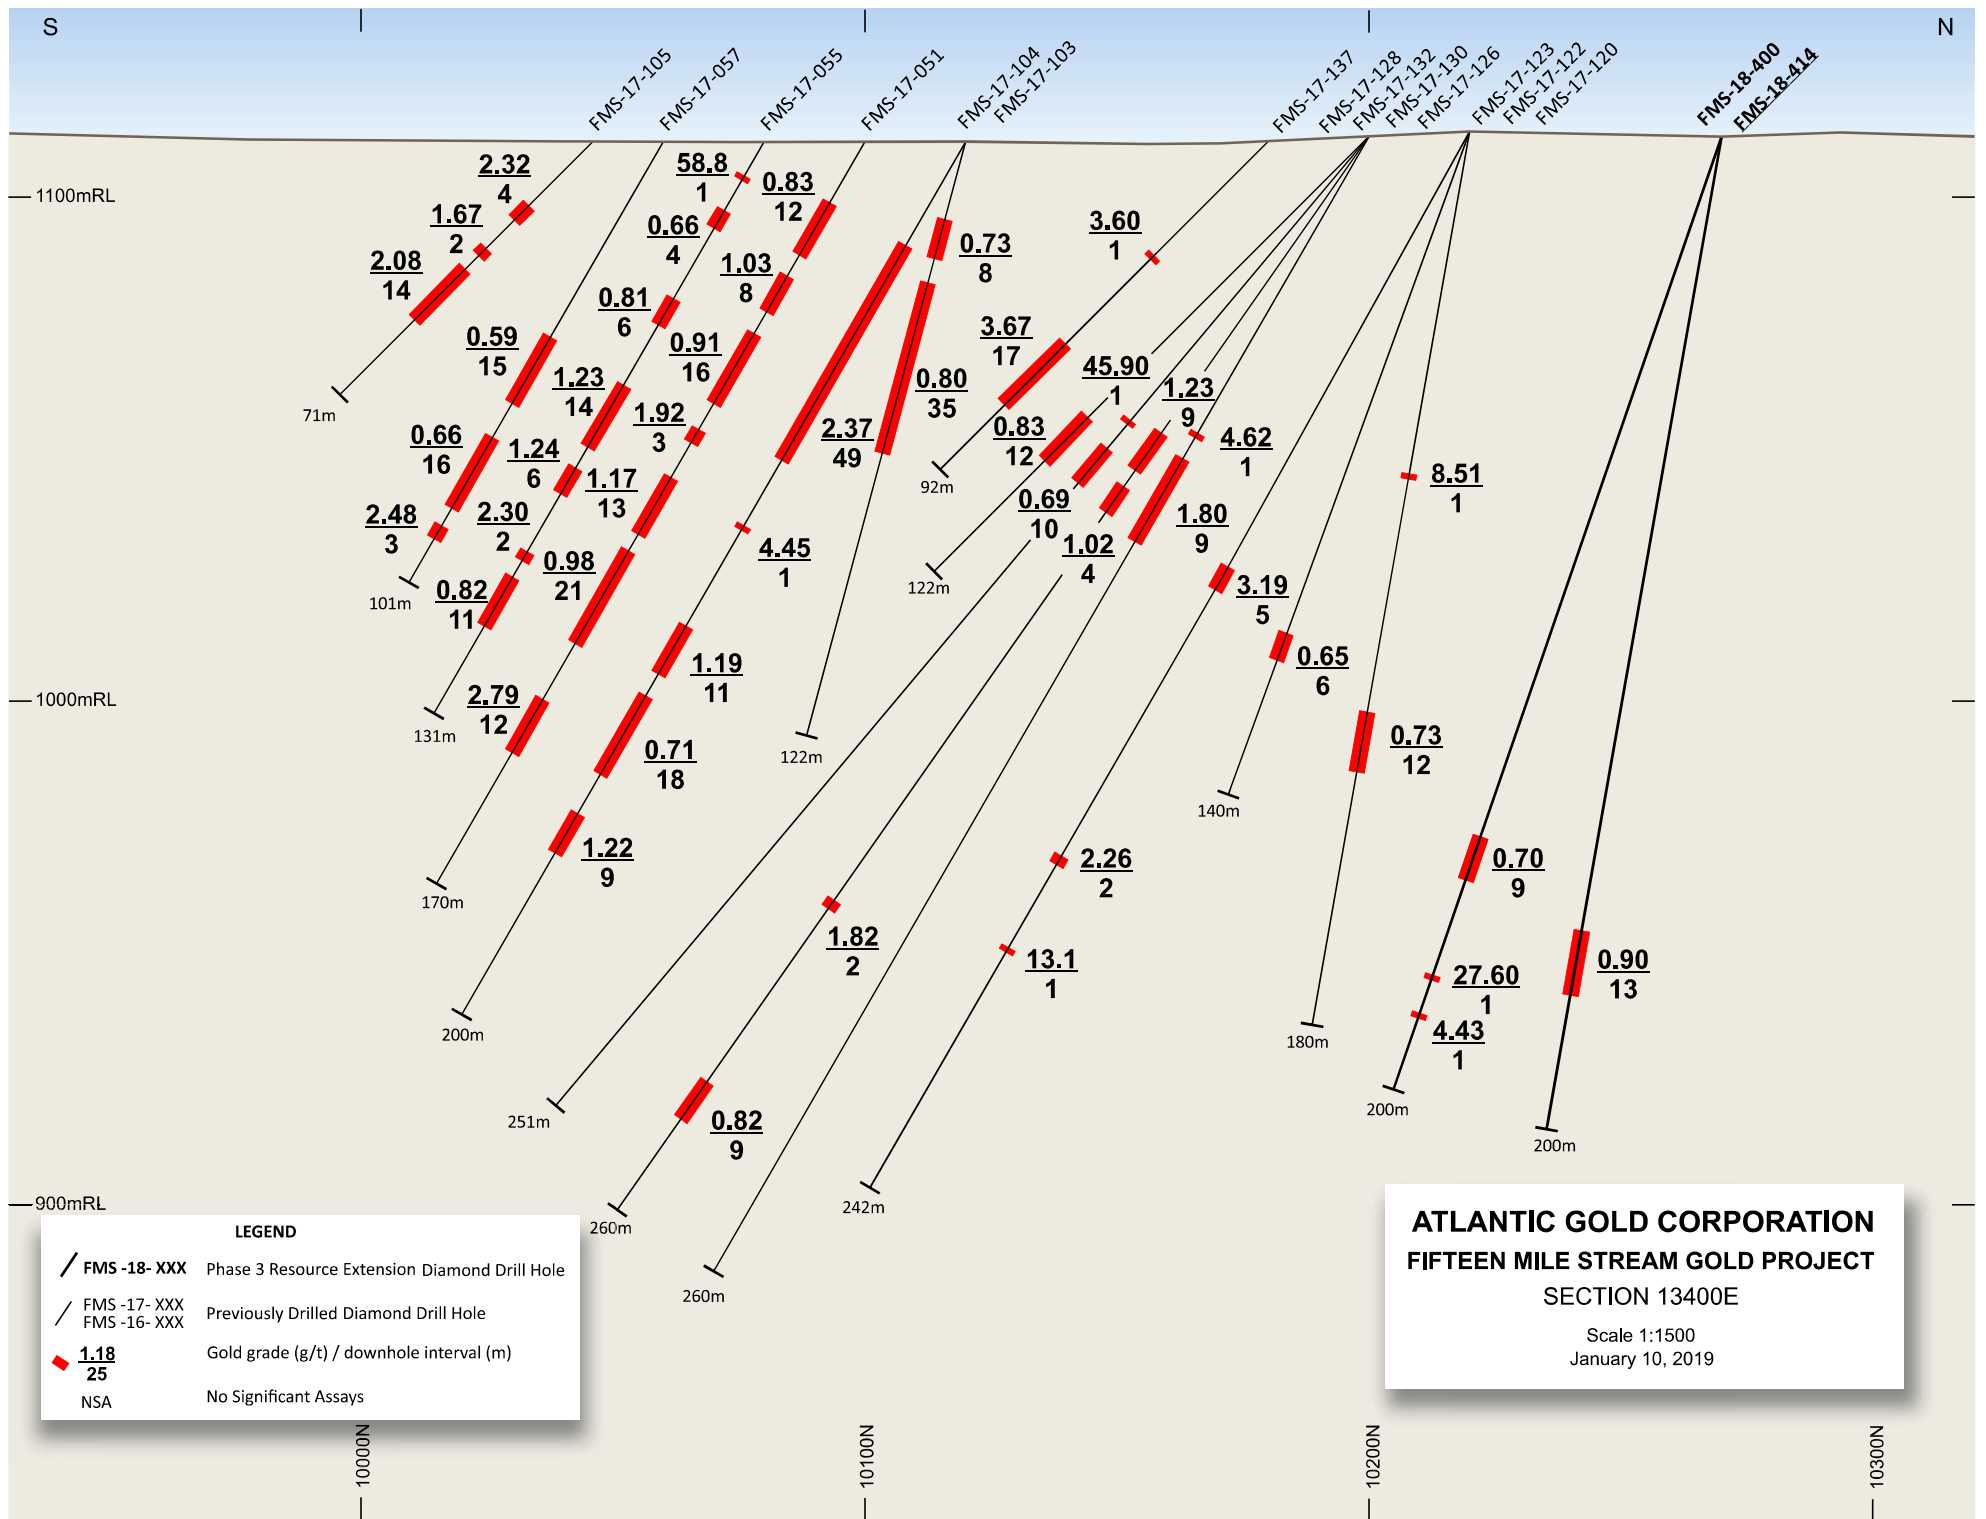 S
N
FMS-17-105
FMS-17-057
FMS-17-055
FMS-17-051
FMS-17-104
FMS-17-103
FMS-17-137
FMS-17-128
FMS-17-132
FMS-17-130
FMS-17-126
FMS-17-123
FMS-17-122
FMS-17-120
FMS-18-400
FMS-18-414
1100mRL
1000mRL
900mRL
2.32
4
1.67
2
2.08
14
71m
0.59
15
0.66
16
2.48
3
101m
58.8
1
0.66
4
0.81
6
1.23
14
1.24
6
2.30
2
0.82
11
131m
0.83
12
1.03
8
0.91
16
1.92
3
1.17
13
0.98
21
2.79
12
170m
2.37
49
4.45
1
1.19
11
0.71
18
1.22
9
200m
0.73
8
0.80
35
122m
3.60
1
3.67
17
92m
0.83
12
122m
45.90
1
0.69
10
251m
1.23
9
1.02
4
1.82
2
0.82
9
260m
4.62
1
1.80
9
260m
3.19
5
2.26
2
13.1
1
242m
0.65
6
140m
8.51
1
0.73
12
180m
0.70
9
27.60
1
4.43
1
200m
0.90
13
200m
LEGEND
FMS -18- XXX Phase 3 Resource Extension Diamond Drill Hole
FMS -17- XXX
FMS -16- XXX
Previously Drilled Diamond Drill Hole
1.18
25
Gold grade (g/t) / downhole interval (m)
NSA No Significant Assays
ATLANTIC GOLD CORPORATION
FIFTEEN MILE STREAM GOLD PROJECT
SECTION 13400E
Scale 1:1500
January 10, 2019
10000N
10100N
10200N
10300N